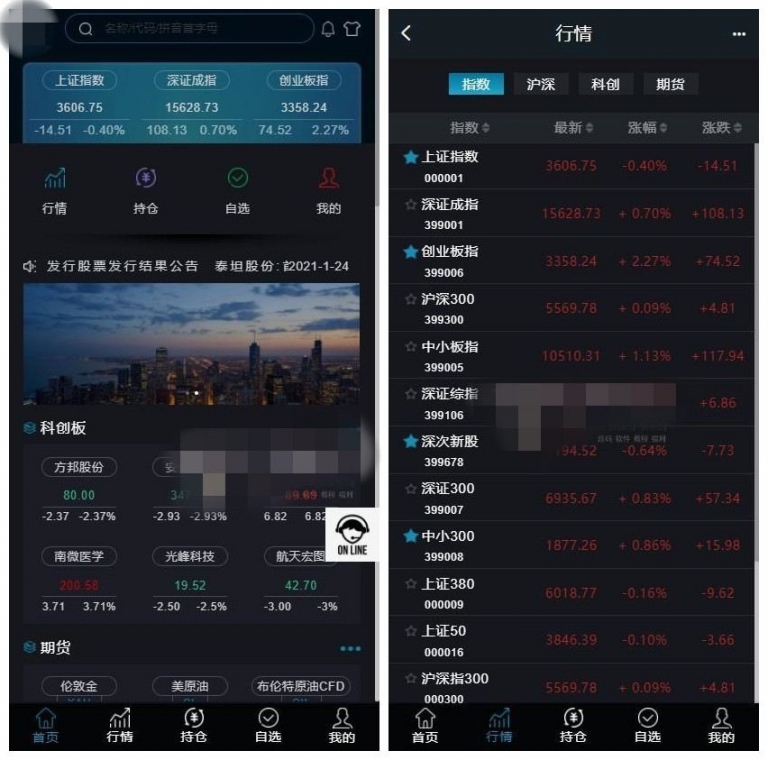 名称/代码/拼音首字母
上证指数 深证成指 创业板指
3606.75 15628.73 3358.24
-14.51 -0.40% 108.13 0.70% 74.52 2.27%
行情 持仓 自选 我的
发行股票发行结果公告 泰坦股份: 2021-1-24
科创板
方邦股份
80.00
-2.37 -2.37% -2.93 -2.93% 6.82
ON LINE
南微医学 光峰科技 航天宏图
200.58 19.52 42.70
3.71 3.71% -2.50 -2.5% -3.00 -3%
期货
伦敦金 美原油 布伦特原油CFD
首页 行情 持仓 自选 我的
行情
指数 沪深 科创 期货
指数 最新 涨幅 涨跌
上证指数 3606.75 -0.40% -14.51
000001
深证成指 15628.73 + 0.70% +108.13
399001
创业板指 3358.24 + 2.27% +74.52
399006
沪深300 5569.78 + 0.09% +4.81
399300
中小板指 10510.31 + 1.13% +117.94
399005
深证综指 +6.86
399106
深次新股 -0.64% -7.73
399678
深证300 6935.67 + 0.83% +57.34
399007
中小300 1877.26 + 0.86% +15.98
399008
上证380 6018.77 -0.16% -9.62
000009
上证50 3846.39 -0.10% -3.66
000016
沪深指300 5569.78 + 0.09% +4.81
000300
首页 行情 持仓 自选 我的